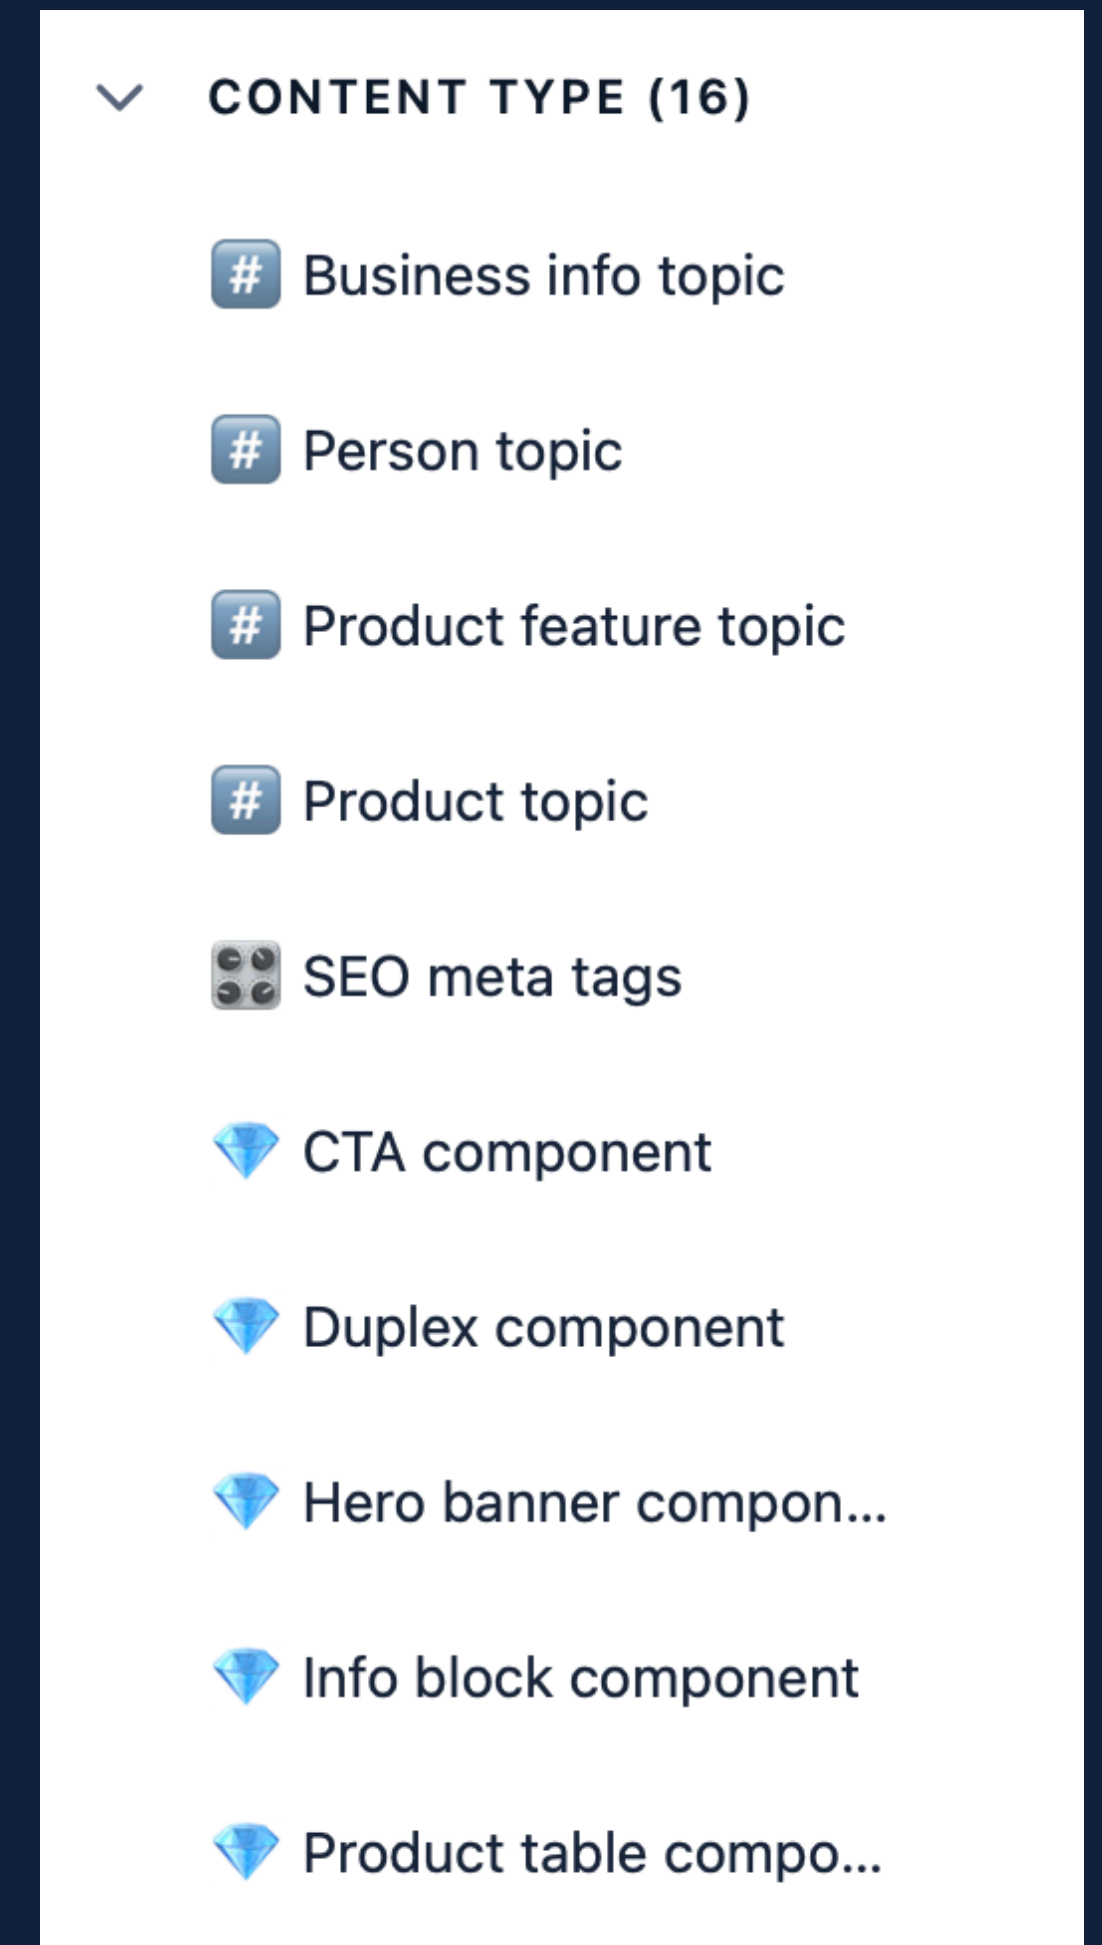 CONTENT TYPE (16)
# Business info topic
# Person topic
# Product feature topic
# Product topic
SEO meta tags
CTA component
Duplex component
Hero banner compon...
Info block component
Product table compo...